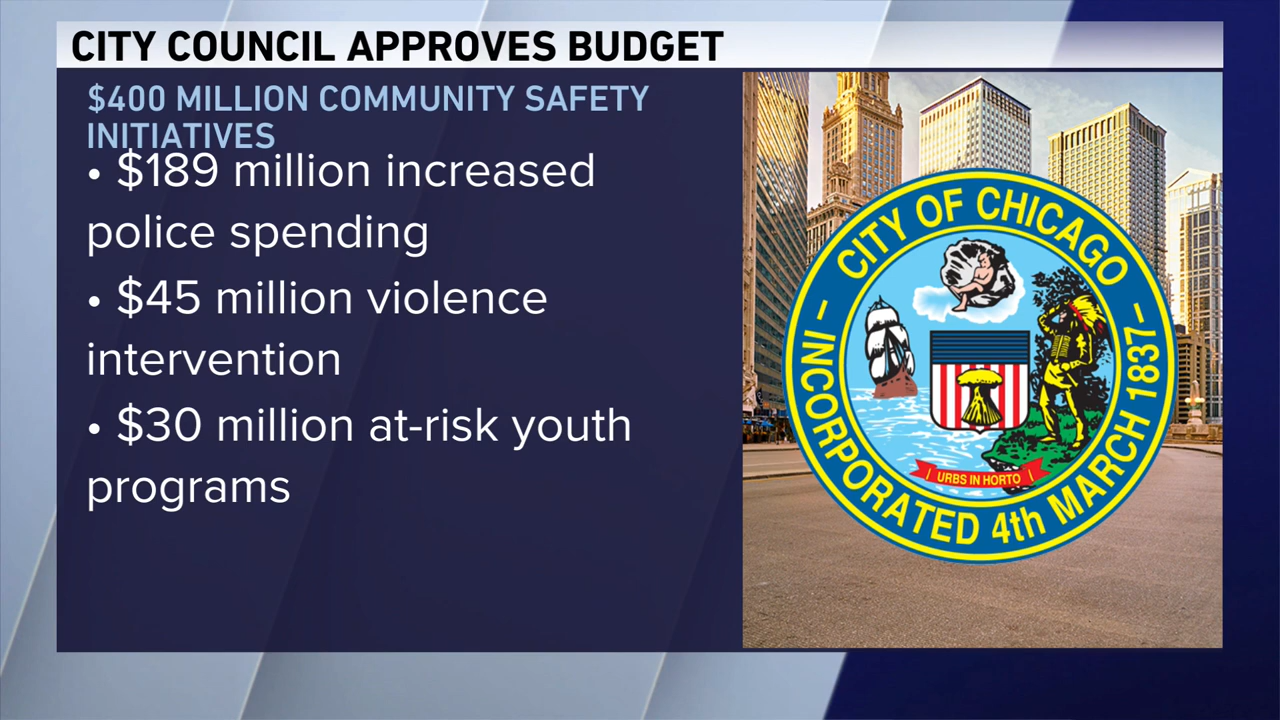 CITY COUNCIL APPROVES BUDGET
$400 MILLION COMMUNITY SAFETY
INITIATIVES
• $189 million increased
police spending
• $45 million violence
intervention
• $30 million at-risk youth
programs
CITY OF CHICAGO
INCORPORATED 4th MARCH 1837
URBS IN HORTO